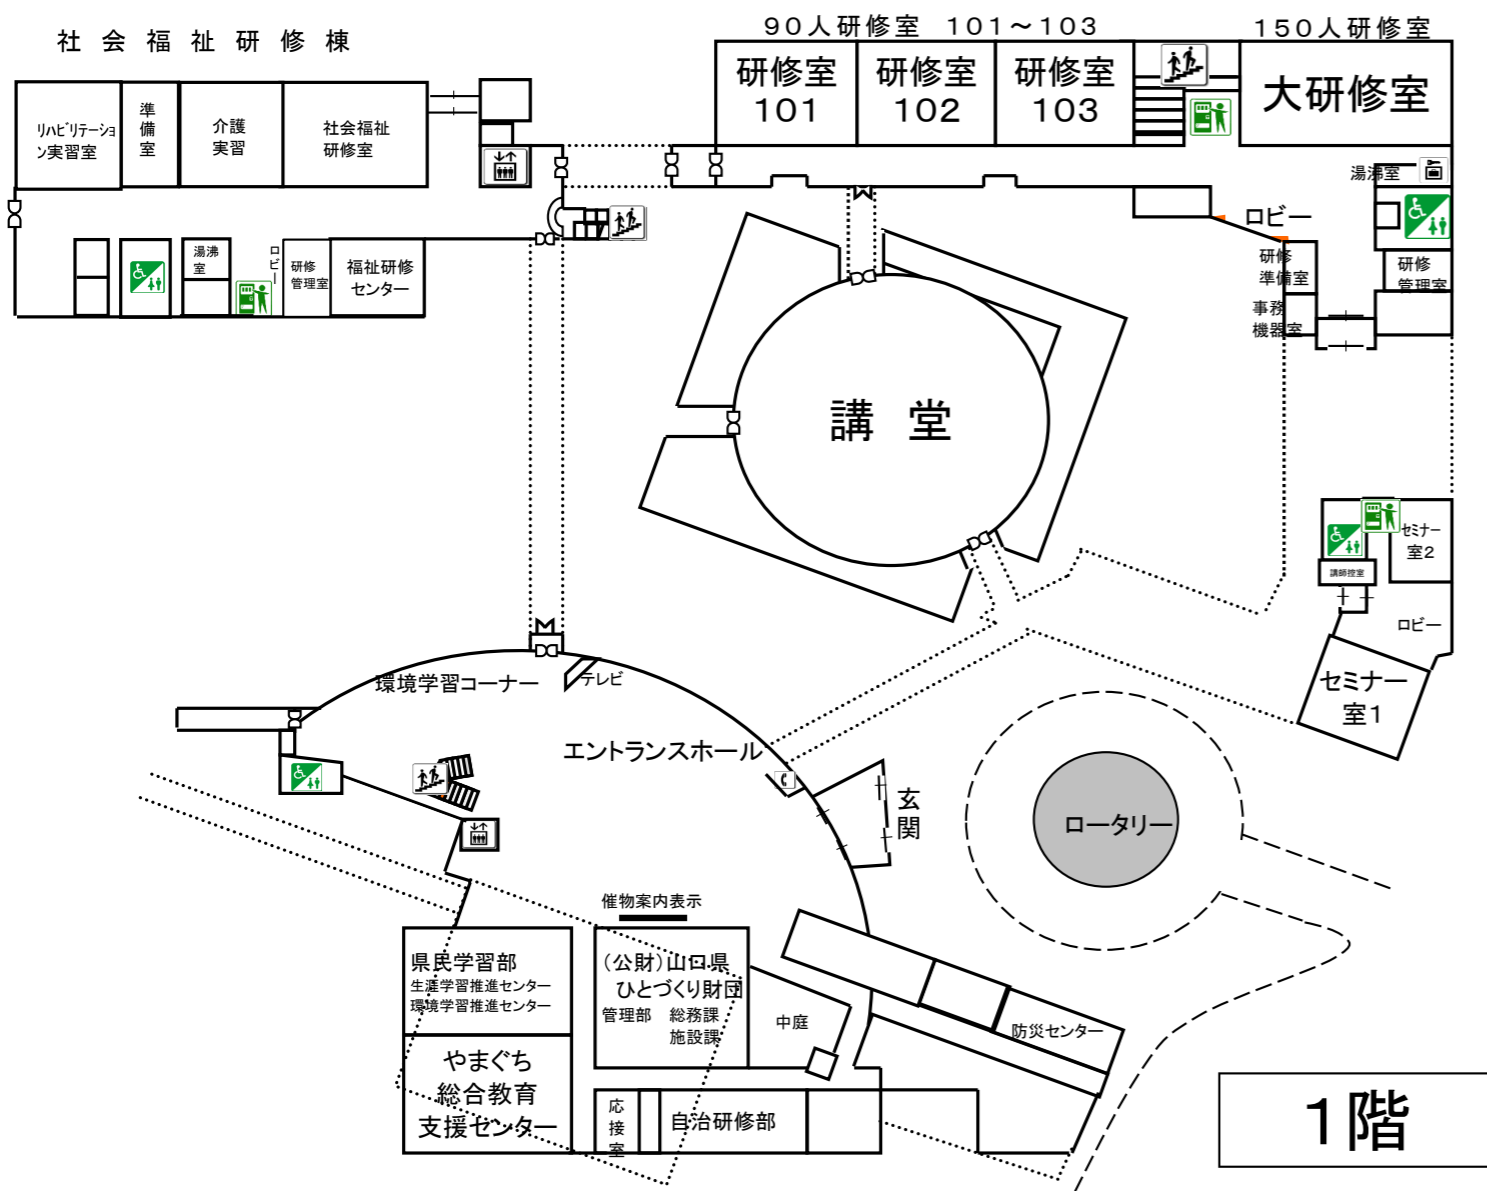 社会福祉研修棟
90人研修室 101～103
150人研修室
リハビリテーショ
ン実習室
準
備
室
介護
実習
社会福祉
研修室
研修室
101
研修室
102
研修室
103
大研修室
湯沸
室
ロ
ビ
ー
研修
管理室
福祉研修
センター
湯沸室
ロビー
研修
準備室
研修
管理室
事務
機器室
講堂
セミナー
室2
講師控室
ロビー
セミナー
室1
環境学習コーナー
テレビ
エントランスホール
玄
関
ロータリー
催物案内表示
県民学習部
生涯学習推進センター
環境学習推進センター
(公財)山口県
ひとづくり財団
管理部 総務課
施設課
中庭
防災センター
やまぐち
総合教育
支援センター
応
接
室
自治研修部
1階